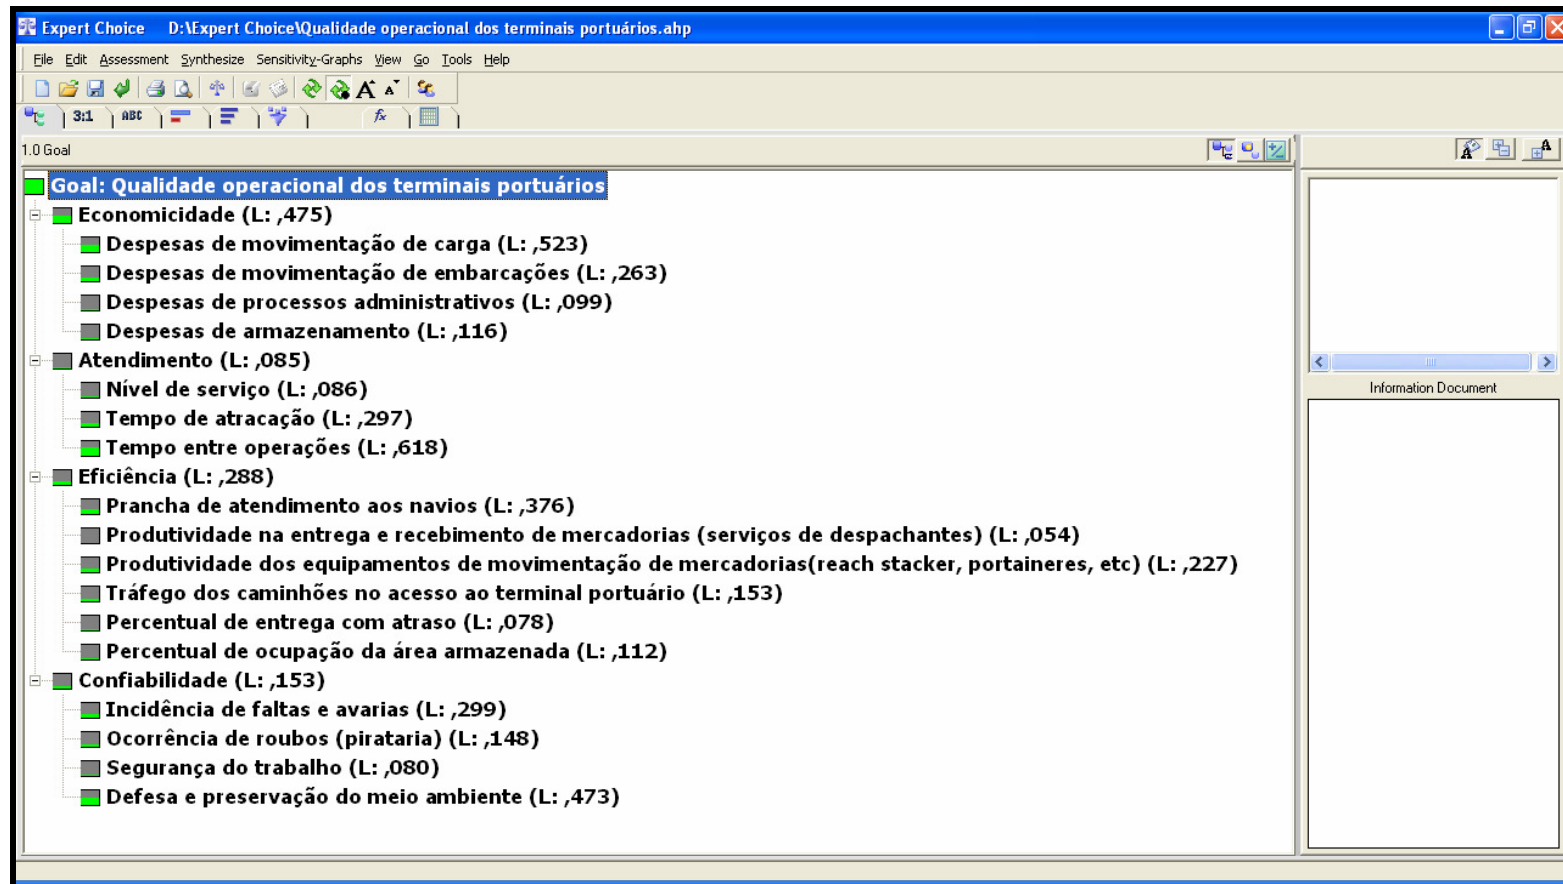 Expert Choice D:\Expert Choice\Qualidade operacional dos terminais portuários.ahp
File Edit Assessment Synthesize Sensitivity-Graphs View Go Tools Help
3:1 ABC fx
1.0 Goal
Goal: Qualidade operacional dos terminais portuários
Economicidade (L: ,475)
Despesas de movimentação de carga (L: ,523)
Despesas de movimentação de embarcações (L: ,263)
Despesas de processos administrativos (L: ,099)
Despesas de armazenamento (L: ,116)
Atendimento (L: ,085)
Nível de serviço (L: ,086)
Tempo de atracação (L: ,297)
Tempo entre operações (L: ,618)
Eficiência (L: ,288)
Prancha de atendimento aos navios (L: ,376)
Produtividade na entrega e recebimento de mercadorias (serviços de despachantes) (L: ,054)
Produtividade dos equipamentos de movimentação de mercadorias(reach stacker, portaineres, etc) (L: ,227)
Tráfego dos caminhões no acesso ao terminal portuário (L: ,153)
Percentual de entrega com atraso (L: ,078)
Percentual de ocupação da área armazenada (L: ,112)
Confiabilidade (L: ,153)
Incidência de faltas e avarias (L: ,299)
Ocorrência de roubos (pirataria) (L: ,148)
Segurança do trabalho (L: ,080)
Defesa e preservação do meio ambiente (L: ,473)
Information Document